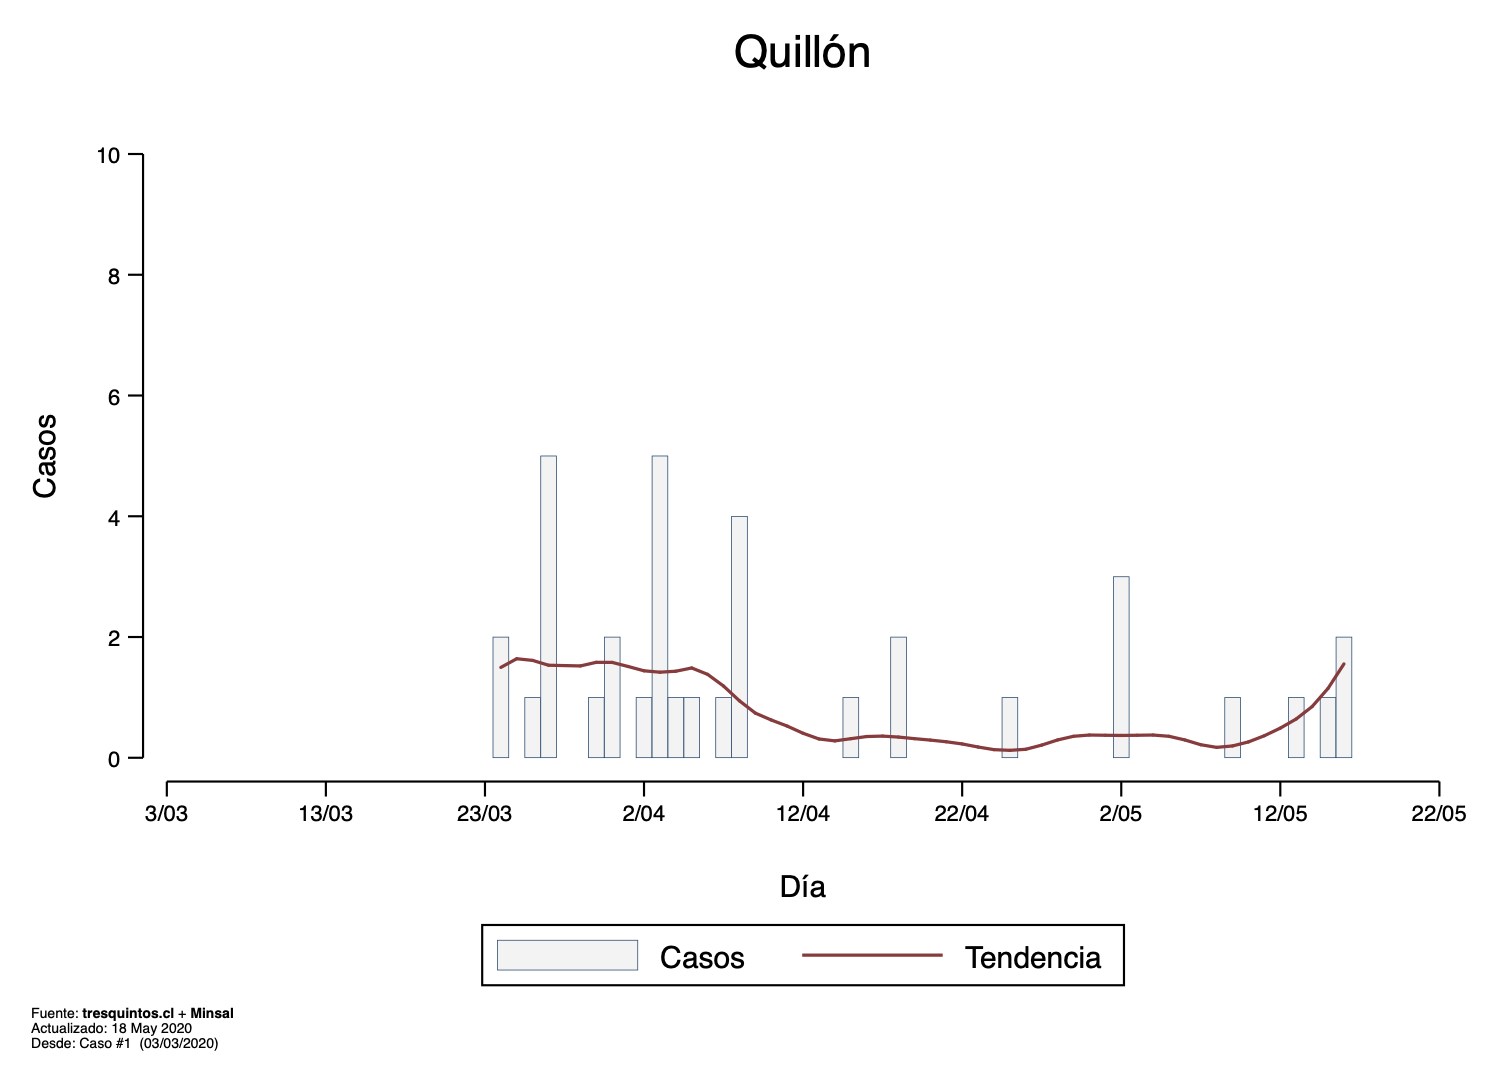 Quillón
10
8
6
4
2
0
Casos
3/03 13/03 23/03 2/04 12/04 22/04 2/05 12/05 22/05
Día
Casos Tendencia
Fuente: tresquintos.cl + Minsal
Actualizado: 18 May 2020
Desde: Caso #1 (03/03/2020)